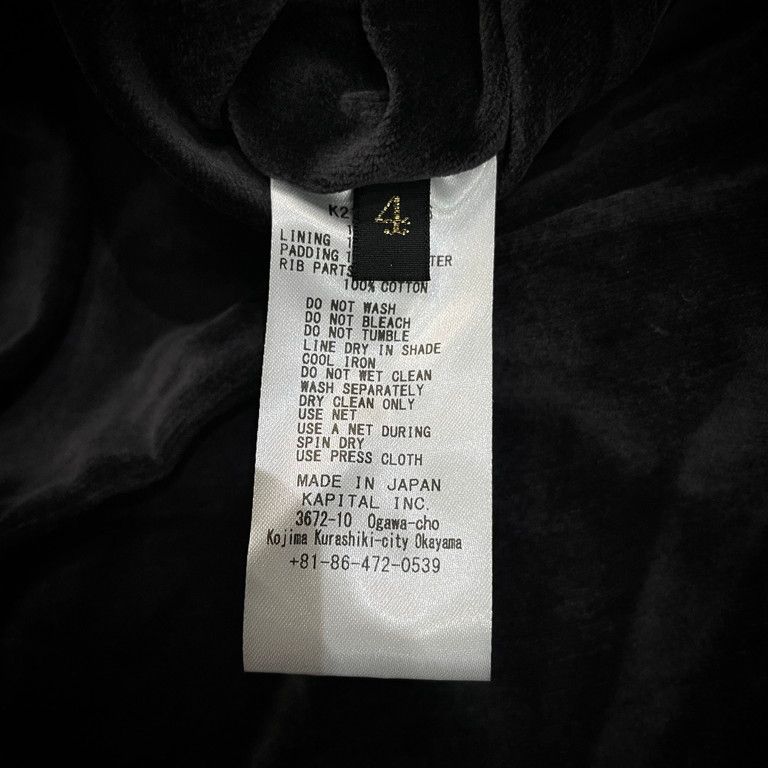 4
LINING
PADDING
RIB PARTS
100% COTTON
DO NOT WASH
DO NOT BLEACH
DO NOT TUMBLE
LINE DRY IN SHADE
COOL IRON
DO NOT WET CLEAN
WASH SEPARATELY
DRY CLEAN ONLY
USE NET
USE A NET DURING
SPIN DRY
USE PRESS CLOTH
MADE IN JAPAN
KAPITAL INC.
3672-10 Ogawa-cho
Kojima Kurashiki-city Okayama
+81-86-472-0539